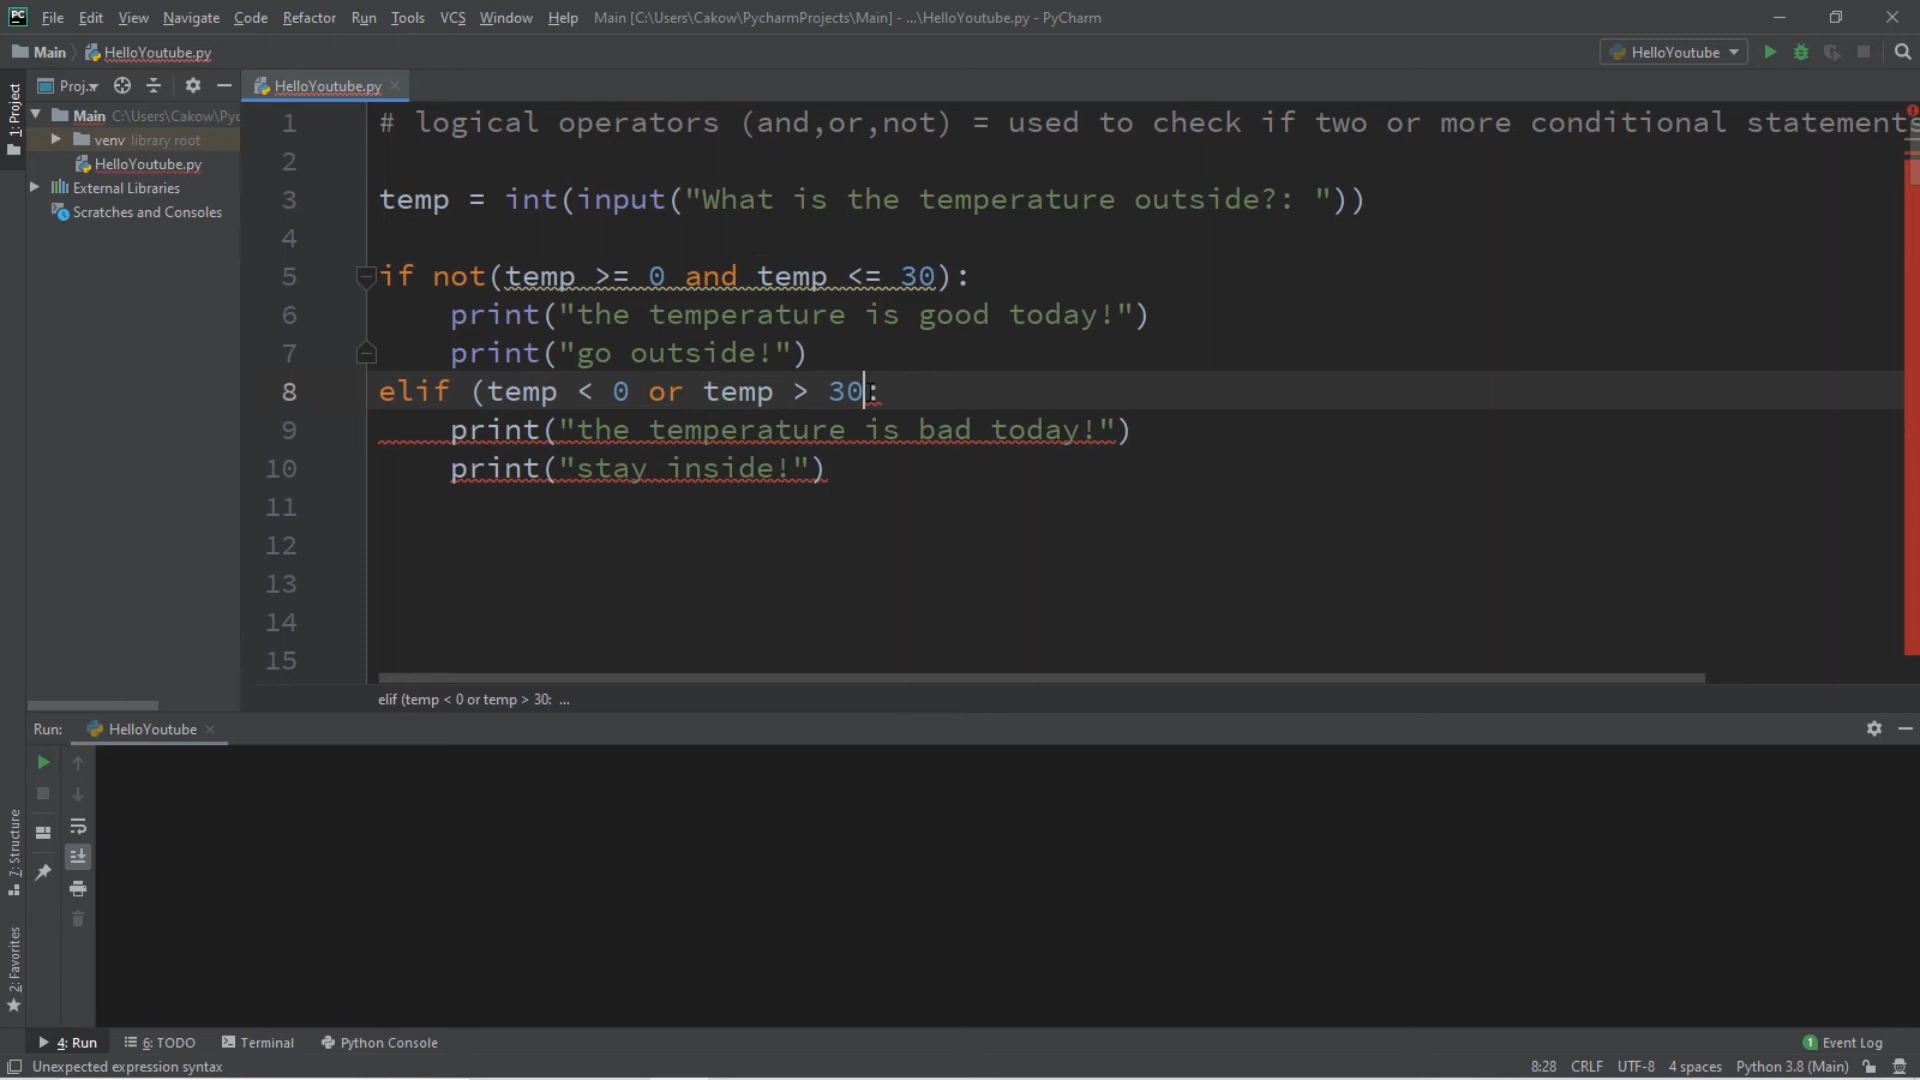 PC File Edit View Navigate Code Refactor Run Tools VCS Window Help Main [C:\Users\Cakow\PycharmProjects\Main] - ...\HelloYoutube.py - PyCharm
Main HelloYoutube.py HelloYoutube
Proj... HelloYoutube.py
1: Project
Main C:\Users\Cakow\Pyc
venv library root
HelloYoutube.py
External Libraries
Scratches and Consoles
1 # logical operators (and,or,not) = used to check if two or more conditional statements
2
3 temp = int(input("What is the temperature outside?: "))
4
5 if not(temp >= 0 and temp <= 30):
6     print("the temperature is good today!")
7     print("go outside!")
8 elif (temp < 0 or temp > 30:
9     print("the temperature is bad today!")
10     print("stay inside!")
11
12
13
14
15
elif (temp < 0 or temp > 30: ...
Run: HelloYoutube
7: Structure
2: Favorites
4: Run 6: TODO Terminal Python Console 1 Event Log
Unexpected expression syntax 8:28 CRLF UTF-8 4 spaces Python 3.8 (Main)